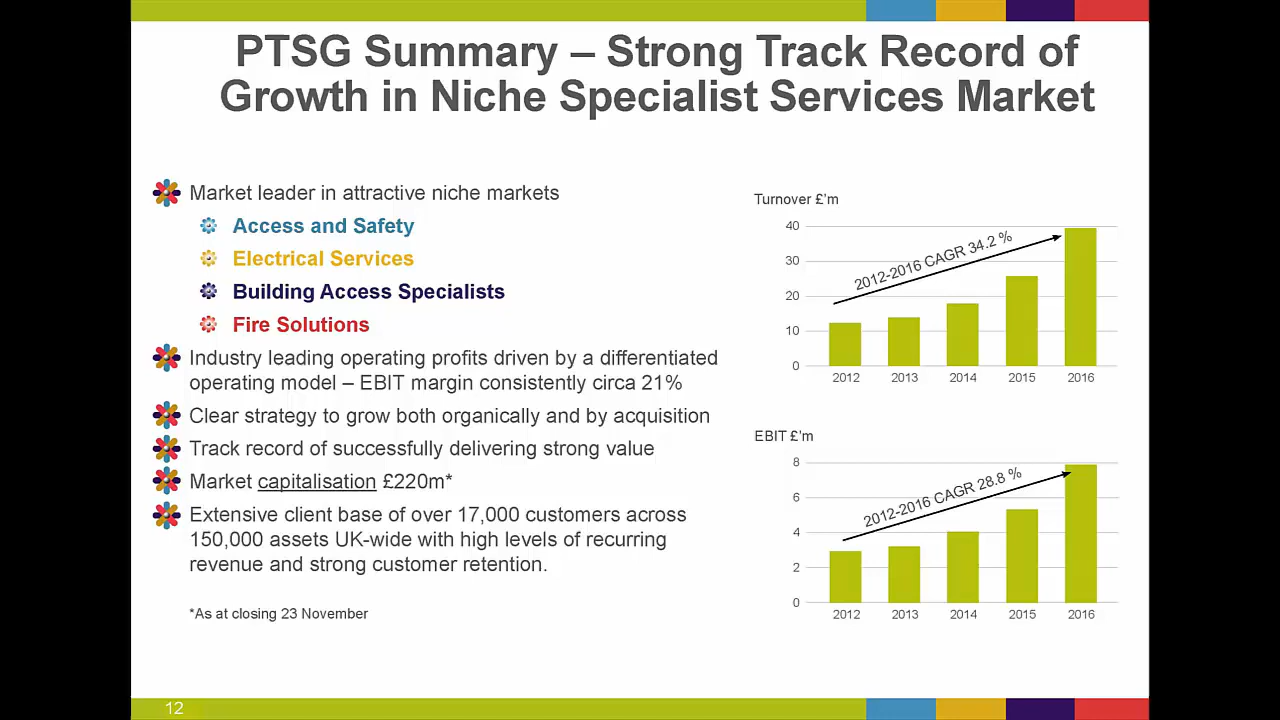 PTSG Summary – Strong Track Record of
Growth in Niche Specialist Services Market
Market leader in attractive niche markets
Access and Safety
Electrical Services
Building Access Specialists
Fire Solutions
Industry leading operating profits driven by a differentiated
operating model – EBIT margin consistently circa 21%
Clear strategy to grow both organically and by acquisition
Track record of successfully delivering strong value
Market capitalisation £220m*
Extensive client base of over 17,000 customers across
150,000 assets UK-wide with high levels of recurring
revenue and strong customer retention.
*As at closing 23 November
Turnover £'m
40
30
20
10
0
2012-2016 CAGR 34.2 %
2012 2013 2014 2015 2016
EBIT £'m
8
6
4
2
0
2012-2016 CAGR 28.8 %
2012 2013 2014 2015 2016
12